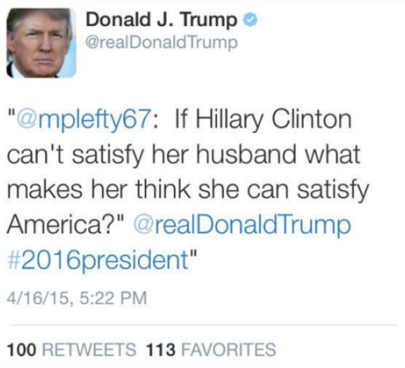 Donald J. Trump
@realDonaldTrump
"@mplefty67: If Hillary Clinton
can't satisfy her husband what
makes her think she can satisfy
America?" @realDonaldTrump
#2016president"
4/16/15, 5:22 PM
100 RETWEETS 113 FAVORITES